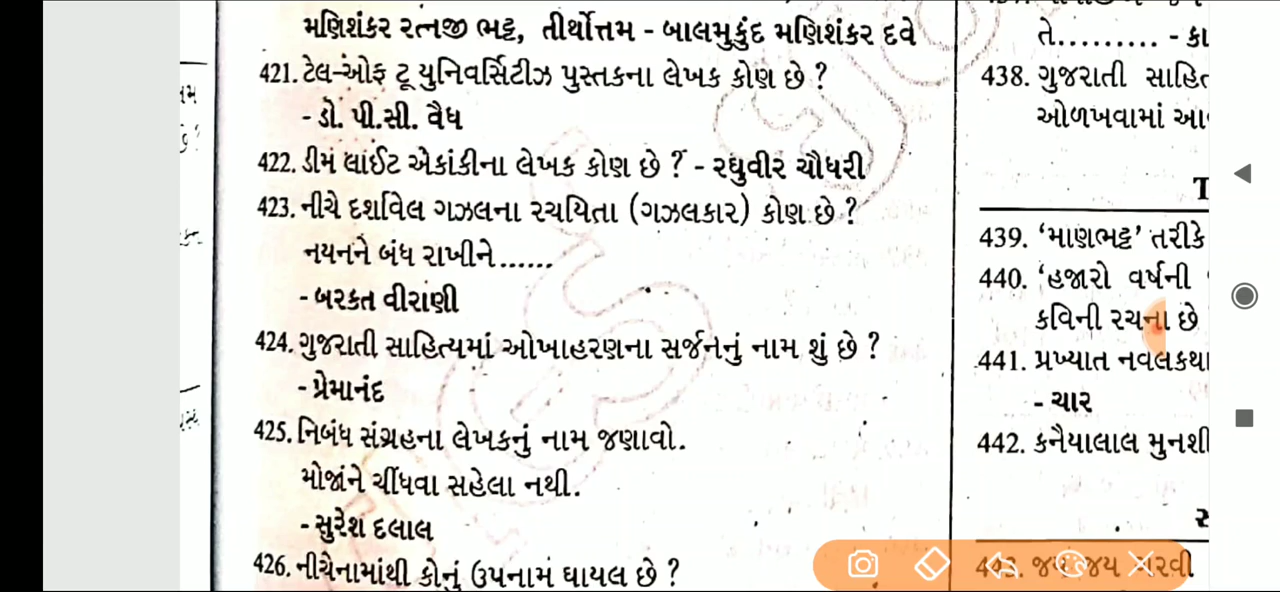 મણિશંકર રત્નજી ભટ્ટ, તીર્થોત્તમ - બાલમુકુંદ મણિશંકર દવે
421. ટેલ-ઓફ ટૂ યુનિવર્સિટીઝ પુસ્તકના લેખક કોણ છે ?
- ડો. પી.સી. વૈધ
422. ડીમ લાઈટ એકાંકીના લેખક કોણ છે ? - રઘુવીર ચૌધરી
423. નીચે દર્શાવેલ ગઝલના રચયિતા (ગઝલકાર) કોણ છે ?
નયનને બંધ રાખીને......
- બરકત વીરાણી
424. ગુજરાતી સાહિત્યમાં ઓખાહરણના સર્જનનું નામ શું છે ?
- પ્રેમાનંદ
425. નિબંધ સંગ્રહના લેખકનું નામ જણાવો.
મોજાંને ચીંધવા સહેલા નથી.
- સુરેશ દલાલ
426. નીચેનામાંથી કોનું ઉપનામ ઘાયલ છે ?
તે......... - કા
438. ગુજરાતી સાહિ
ઓળખવામાં આ
439. ‘માણભટ્ટ’ તરીકે
440. ‘હજારો વર્ષની
કવિની રચના છે
441. પ્રખ્યાત નવલકથા
- ચાર
442. કનૈયાલાલ મુનશી